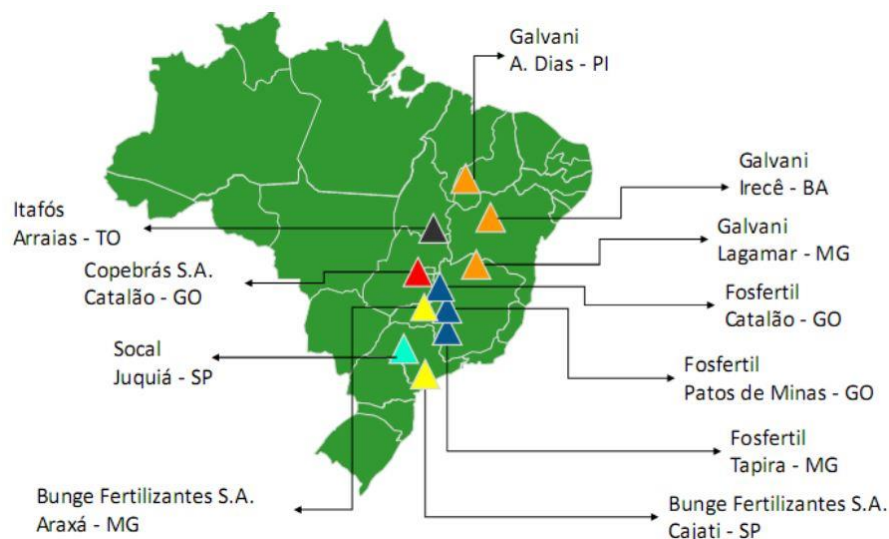 Galvani
A. Dias - PI
Galvani
Irecê - BA
Itafós
Arraias - TO
Galvani
Lagamar - MG
Copebrás S.A.
Catalão - GO
Fosfertil
Catalão - GO
Socal
Juquiá - SP
Fosfertil
Patos de Minas - GO
Fosfertil
Tapira - MG
Bunge Fertilizantes S.A.
Araxá - MG
Bunge Fertilizantes S.A.
Cajati - SP